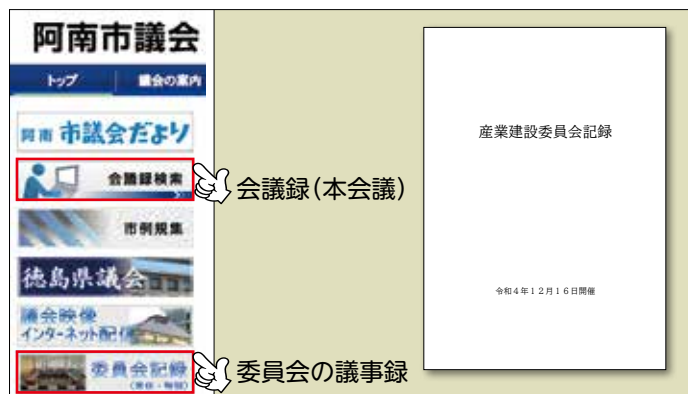 阿南市議会
トップ
議会の案内
阿南 市議会だより
会議録検索
会議録(本会議)
市例規集
徳島県議会
議会映像
インターネット配信
委員会記録
(常任・特別)
委員会の議事録
産業建設委員会記録
令和4年12月16日開催